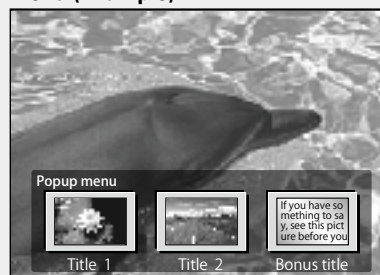 Popup menu
If you have so
mething to sa
y, see this pict
ure before you
Title 1
Title 2
Bonus title